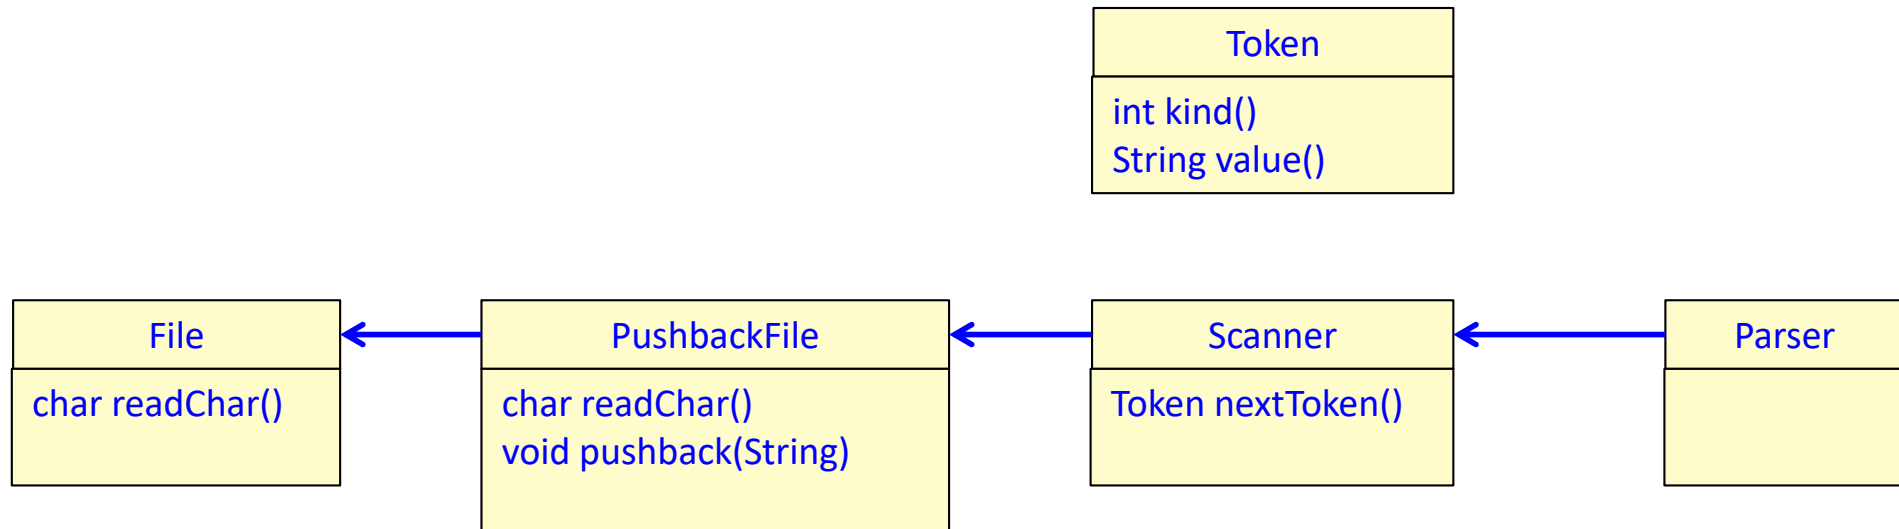 Token
int kind()
String value()
File
char readChar()
PushbackFile
char readChar()
void pushback(String)
Scanner
Token nextToken()
Parser